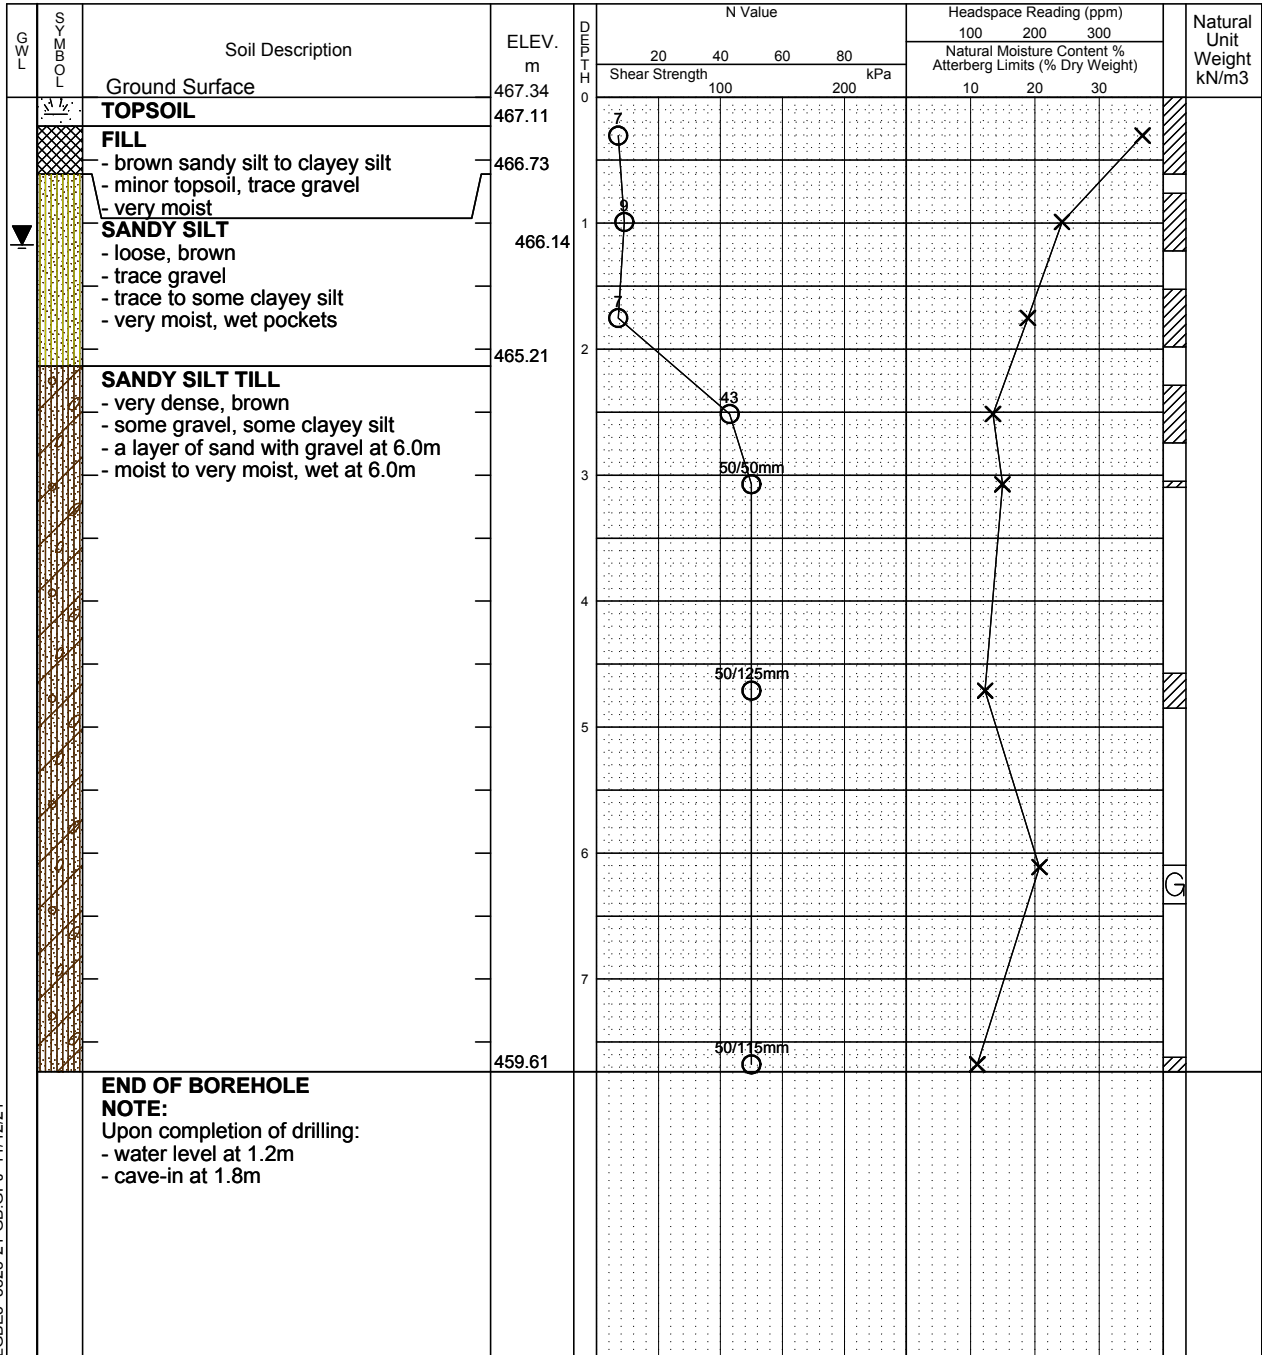 GWL
SYMBOL
Soil Description
Ground Surface
ELEV.
m
467.34
DEPTH
N Value
20 40 60 80
Shear Strength kPa
100 200
Headspace Reading (ppm)
100 200 300
Natural Moisture Content %
Atterberg Limits (% Dry Weight)
10 20 30
Natural
Unit
Weight
kN/m3
0
TOPSOIL
467.11
FILL
- brown sandy silt to clayey silt
466.73
- minor topsoil, trace gravel
- very moist
7
SANDY SILT
- loose, brown
466.14
- trace gravel
- trace to some clayey silt
- very moist, wet pockets
465.21
9
1
7
2
SANDY SILT TILL
- very dense, brown
- some gravel, some clayey silt
- a layer of sand with gravel at 6.0m
- moist to very moist, wet at 6.0m
43
50/50mm
3
4
50/125mm
5
6
G
7
50/115mm
459.61
END OF BOREHOLE
NOTE:
Upon completion of drilling:
- water level at 1.2m
- cave-in at 1.8m